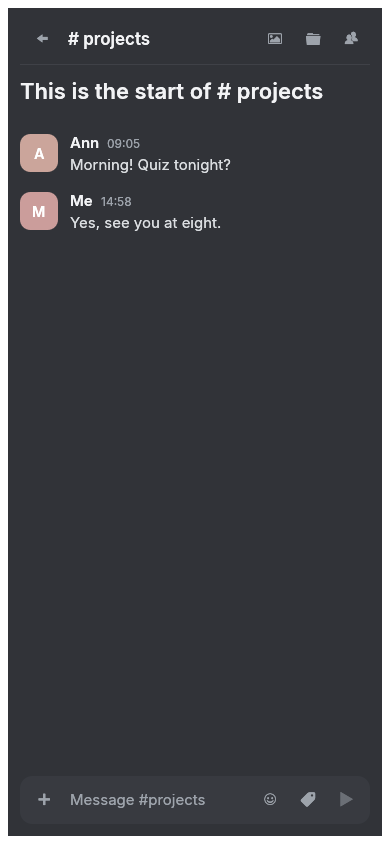 # projects
This is the start of # projects
A
Ann 09:05
Morning! Quiz tonight?
M
Me 14:58
Yes, see you at eight.
Message #projects